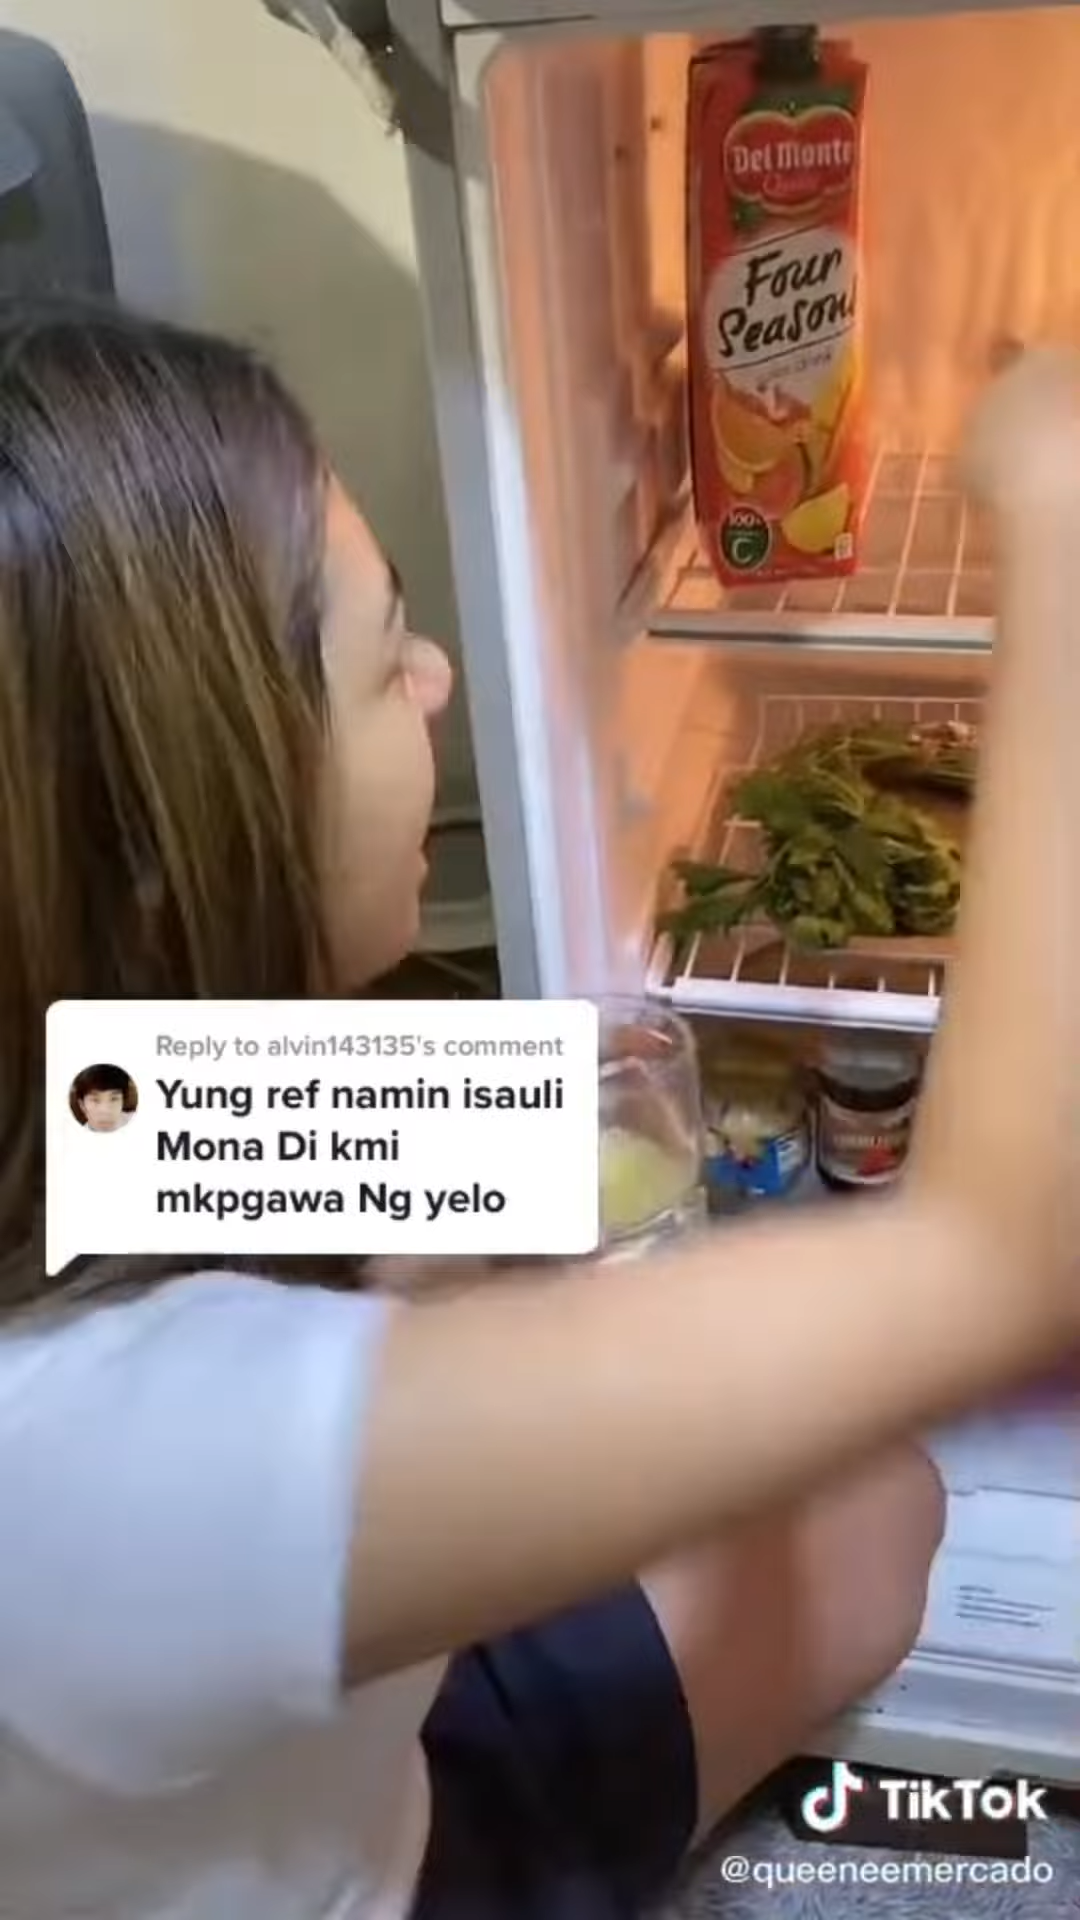 Del Monte
Four
Seasons
100%
C
Reply to alvin143135's comment
Yung ref namin isauli
Mona Di kmi
mkpgawa Ng yelo
TikTok
@queeneemercado